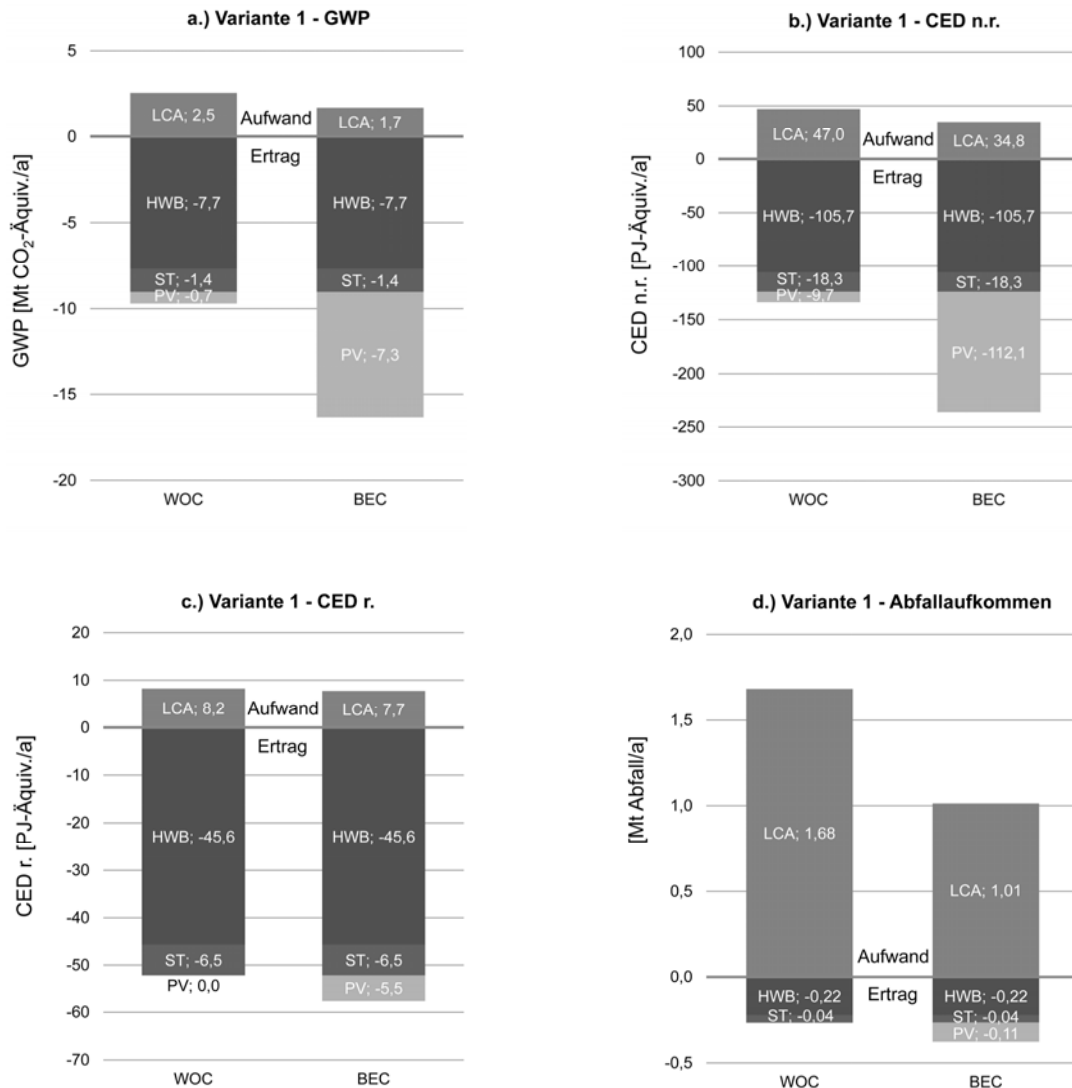 a.) Variante 1 - GWP
5
0
-5
-10
-15
-20
GWP [Mt CO₂-Äquiv./a]
LCA; 2,5
Aufwand
LCA; 1,7
Ertrag
HWB; -7,7
HWB; -7,7
ST; -1,4
ST; -1,4
PV; -0,7
PV; -7,3
WOC
BEC
b.) Variante 1 - CED n.r.
100
50
0
-50
-100
-150
-200
-250
-300
CED n.r. [PJ-Äquiv./a]
LCA; 47,0
Aufwand
LCA; 34,8
Ertrag
HWB; -105,7
HWB; -105,7
ST; -18,3
ST; -18,3
PV; -9,7
PV; -112,1
WOC
BEC
c.) Variante 1 - CED r.
20
10
0
-10
-20
-30
-40
-50
-60
-70
CED r. [PJ-Äquiv./a]
LCA; 8,2
Aufwand
LCA; 7,7
Ertrag
HWB; -45,6
HWB; -45,6
ST; -6,5
ST; -6,5
PV; 0,0
PV; -5,5
WOC
BEC
d.) Variante 1 - Abfallaufkommen
2,0
1,5
1,0
0,5
0,0
-0,5
[Mt Abfall/a]
LCA; 1,68
LCA; 1,01
Aufwand
Ertrag
HWB; -0,22
HWB; -0,22
ST; -0,04
ST; -0,04
PV; -0,11
WOC
BEC